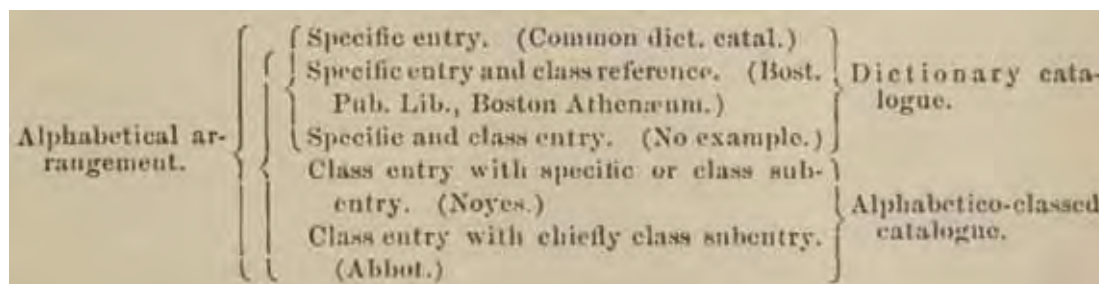 Specific entry. (Common dict. catal.)
Specific entry and class reference. (Bost. Dictionary cata-
Pub. Lib., Boston Athenæum.) logue.
Alphabetical ar-
Specific and class entry. (No example.)
rangement.
Class entry with specific or class sub-
entry. (Noyes.)
Alphabetico-classed
Class entry with chiefly class subentry. catalogue.
(Abbot.)